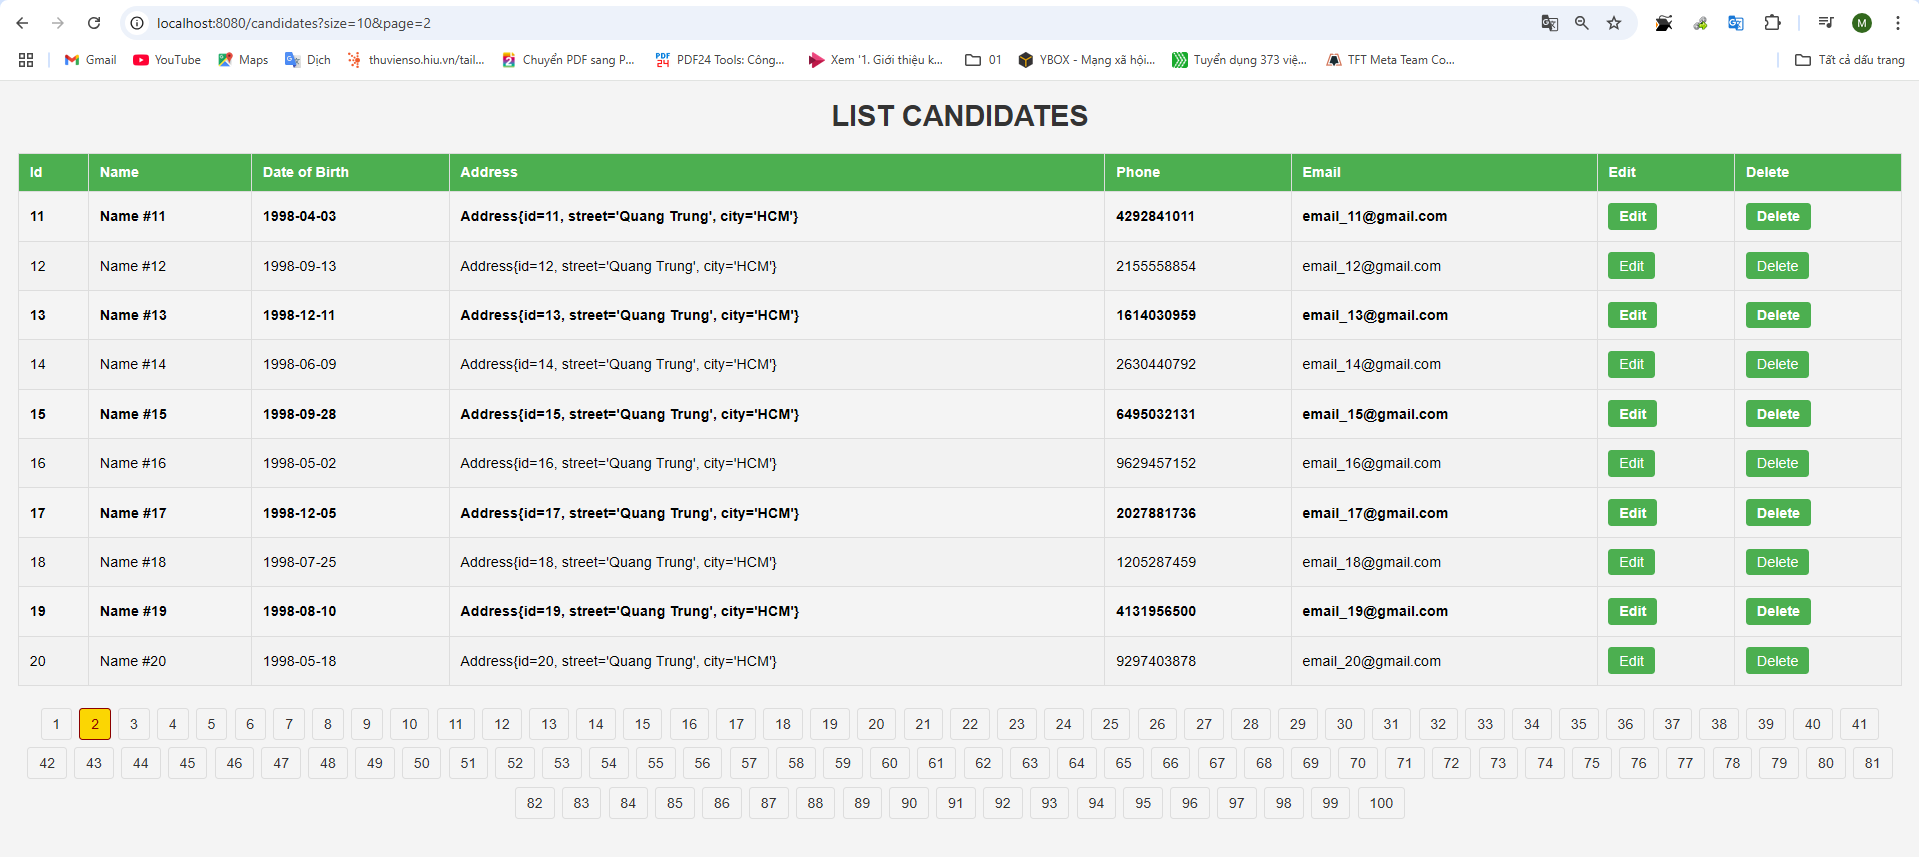 localhost:8080/candidates?size=10&page=2
M
Gmail YouTube Maps Dịch thuvienso.hiu.vn/tail... Chuyển PDF sang P... PDF24 Tools: Công... Xem '1. Giới thiệu k... 01 YBOX - Mạng xã hội... Tuyển dụng 373 việ... TFT Meta Team Co... Tất cả dấu trang
LIST CANDIDATES
Id Name Date of Birth Address Phone Email Edit Delete
11 Name #11 1998-04-03 Address{id=11, street='Quang Trung', city='HCM'} 4292841011 email_11@gmail.com Edit Delete
12 Name #12 1998-09-13 Address{id=12, street='Quang Trung', city='HCM'} 2155558854 email_12@gmail.com Edit Delete
13 Name #13 1998-12-11 Address{id=13, street='Quang Trung', city='HCM'} 1614030959 email_13@gmail.com Edit Delete
14 Name #14 1998-06-09 Address{id=14, street='Quang Trung', city='HCM'} 2630440792 email_14@gmail.com Edit Delete
15 Name #15 1998-09-28 Address{id=15, street='Quang Trung', city='HCM'} 6495032131 email_15@gmail.com Edit Delete
16 Name #16 1998-05-02 Address{id=16, street='Quang Trung', city='HCM'} 9629457152 email_16@gmail.com Edit Delete
17 Name #17 1998-12-05 Address{id=17, street='Quang Trung', city='HCM'} 2027881736 email_17@gmail.com Edit Delete
18 Name #18 1998-07-25 Address{id=18, street='Quang Trung', city='HCM'} 1205287459 email_18@gmail.com Edit Delete
19 Name #19 1998-08-10 Address{id=19, street='Quang Trung', city='HCM'} 4131956500 email_19@gmail.com Edit Delete
20 Name #20 1998-05-18 Address{id=20, street='Quang Trung', city='HCM'} 9297403878 email_20@gmail.com Edit Delete
1 2 3 4 5 6 7 8 9 10 11 12 13 14 15 16 17 18 19 20 21 22 23 24 25 26 27 28 29 30 31 32 33 34 35 36 37 38 39 40 41
42 43 44 45 46 47 48 49 50 51 52 53 54 55 56 57 58 59 60 61 62 63 64 65 66 67 68 69 70 71 72 73 74 75 76 77 78 79 80 81
82 83 84 85 86 87 88 89 90 91 92 93 94 95 96 97 98 99 100